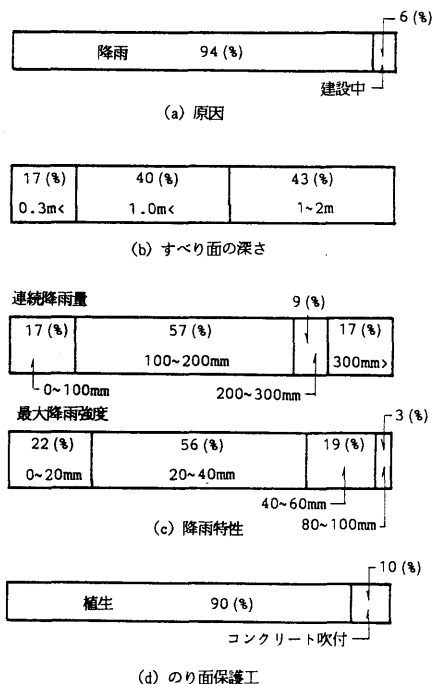 6(%)
降雨 94(%)
建設中
(a) 原因
17(%) 40(%) 43(%)
0.3m< 1.0m< 1~2m
(b) すべり面の深さ
連続降雨量
9(%)
17(%) 57(%) 17(%)
100~200mm 300mm>
0~100mm 200~300mm
最大降雨強度
3(%)
22(%) 56(%) 19(%)
0~20mm 20~40mm
40~60mm
80~100mm
(c) 降雨特性
10(%)
植生 90(%)
コンクリート吹付
(d) のり面保護工